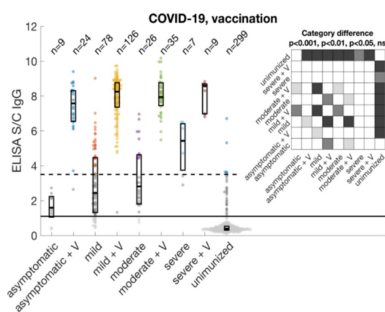 COVID-19, vaccination
n=9
n=24
n=78
n=126
n=26
n=35
n=7
n=9
n=299
ELISA S/C IgG
12
10
8
6
4
2
0
asymptomatic
asymptomatic + V
mild
mild + V
moderate
moderate + V
severe
severe + V
unimunized
Category difference
p<0.001, p<0.01, p<0.05, ns
unimunized
severe + V
severe
moderate + V
moderate
mild + V
mild
asymptomatic + V
asymptomatic
asymptomatic
asymptomatic + V
mild
mild + V
moderate
moderate + V
severe
severe + V
unimunized